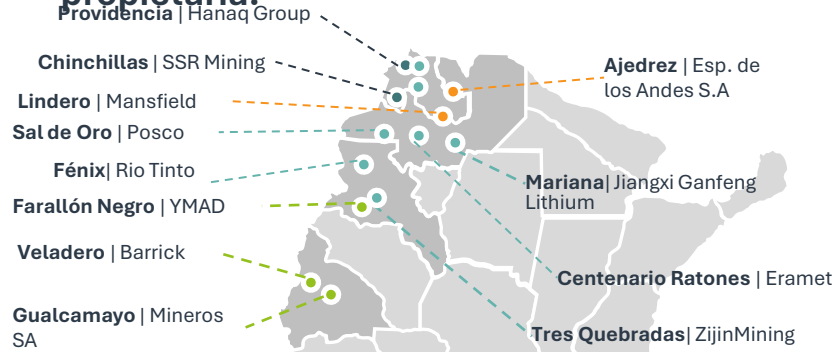 propietaria.
Providencia | Hanaq Group
Chinchillas | SSR Mining
Lindero | Mansfield
Sal de Oro | Posco
Fénix| Rio Tinto
Farallón Negro | YMAD
Veladero | Barrick
Gualcamayo | Mineros
SA
Ajedrez | Esp. de
los Andes S.A
Mariana| Jiangxi Ganfeng
Lithium
Centenario Ratones | Eramet
Tres Quebradas| ZijinMining